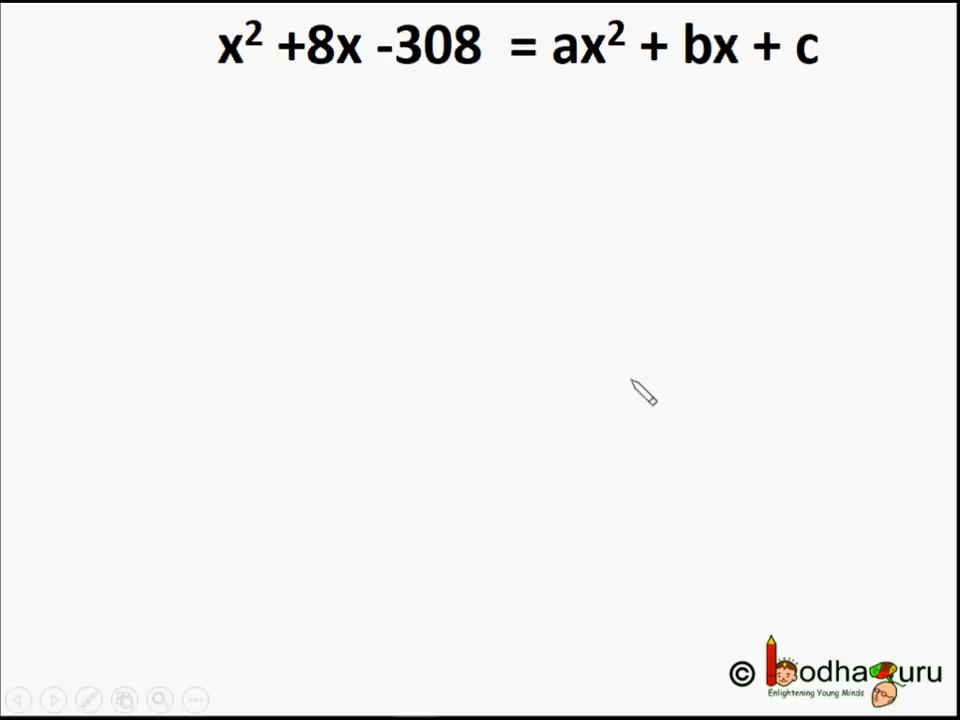 x² +8x -308 = ax² + bx + c
© BodhaGuru
Enlightening Young Minds